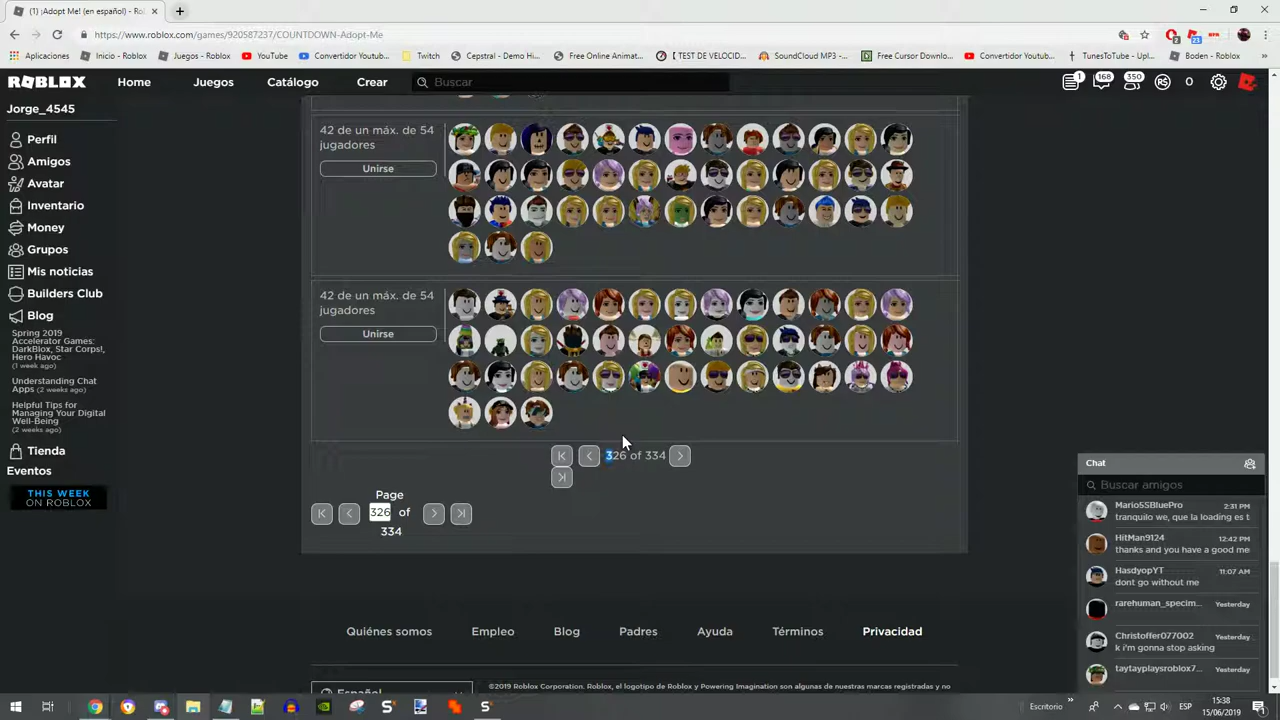 (1) ¡Adopt Me! (en español) - Rob
https://www.roblox.com/games/920587237/COUNTDOWN-Adopt-Me
Aplicaciones
Inicio - Roblox
Juegos - Roblox
YouTube
Convertidor Youtub...
Twitch
Cepstral - Demo Hi...
Free Online Animat...
【 TEST DE VELOCID...
SoundCloud MP3 -...
Free Cursor Downlo...
Convertidor Youtub...
TunesToTube - Upl...
Boden - Roblox
ROBLOX
Home
Juegos
Catálogo
Crear
Buscar
1
168
350
0
Jorge_4545
Perfil
Amigos
Avatar
Inventario
Money
Grupos
Mis noticias
Builders Club
Blog
Spring 2019
Accelerator Games:
DarkBlox, Star Corps!,
Hero Havoc
(1 week ago)
Understanding Chat
Apps (2 weeks ago)
Helpful Tips for
Managing Your Digital
Well-Being
(2 weeks ago)
Tienda
Eventos
THIS WEEK
ON ROBLOX
42 de un máx. de 54
jugadores
Unirse
42 de un máx. de 54
jugadores
Unirse
326 of 334
Page
326 of
334
Quiénes somos
Empleo
Blog
Padres
Ayuda
Términos
Privacidad
Español
©2019 Roblox Corporation. Roblox, el logotipo de Roblox y Powering Imagination son algunas de nuestras marcas registradas y no
Chat
Buscar amigos
Mario5SBluePro 2:31 PM
tranquilo we, que la loading es t
HitMan9124 12:42 PM
thanks and you have a good me
HasdyopYT 11:07 AM
dont go without me
rarehuman_specim... Yesterday
Christoffer077002 Yesterday
k i'm gonna stop asking
taytayplaysroblox7... Yesterday
Escritorio
ESP
15:38
15/06/2019